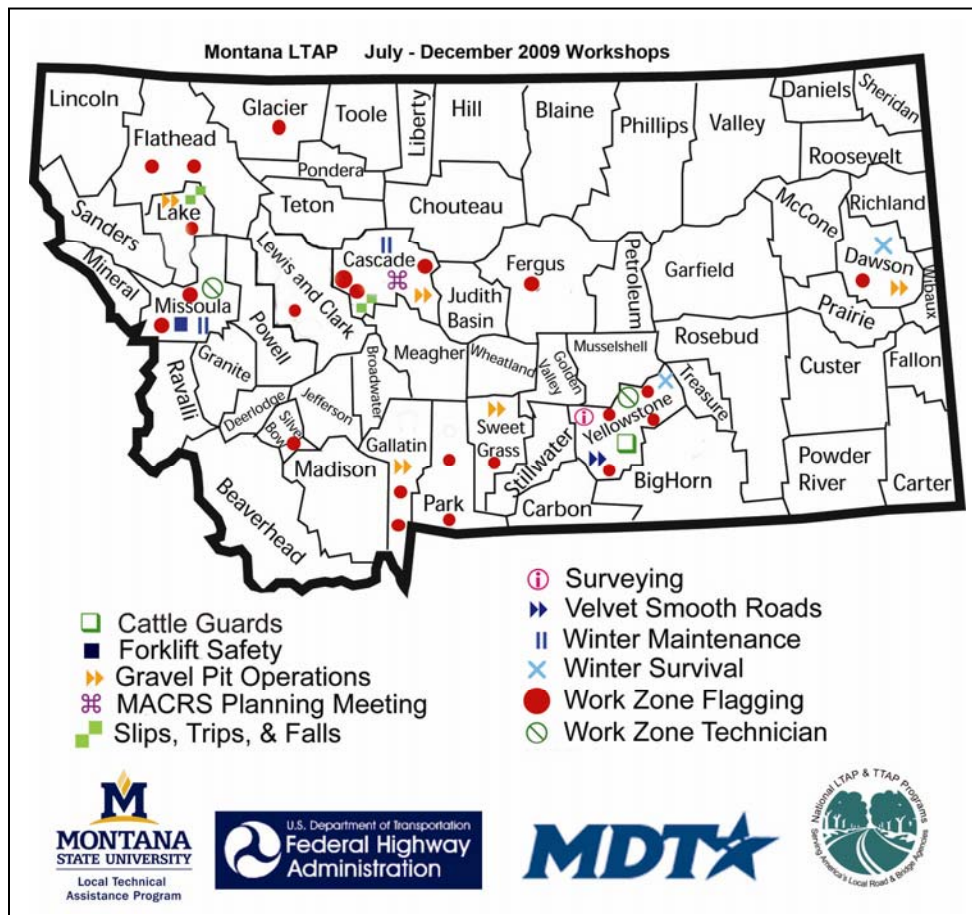 Montana LTAP July - December 2009 Workshops
Lincoln
Flathead
Glacier
Toole
Liberty
Hill
Blaine
Phillips
Valley
Daniels
Sheridan
Roosevelt
Pondera
Teton
Chouteau
McCone
Richland
Sanders
Lake
Lewis and Clark
Cascade
Fergus
Petroleum
Garfield
Dawson
Wibaux
Mineral
Missoula
Powell
Judith
Basin
Prairie
Granite
Ravalli
Meagher
Broadwater
Wheatland
Golden
Valley
Musselshell
Rosebud
Treasure
Custer
Fallon
Deerlodge
Silver
Bow
Jefferson
Gallatin
Sweet
Grass
Stillwater
Yellowstone
Madison
Park
Carbon
BigHorn
Powder
River
Carter
Beaverhead
Cattle Guards
Forklift Safety
Gravel Pit Operations
MACRS Planning Meeting
Slips, Trips, & Falls
Surveying
Velvet Smooth Roads
Winter Maintenance
Winter Survival
Work Zone Flagging
Work Zone Technician
M
MONTANA
STATE UNIVERSITY
Local Technical
Assistance Program
U.S. Department of Transportation
Federal Highway
Administration
MDT
National LTAP & TTAP Programs
Serving America's Local Road & Bridge Agencies